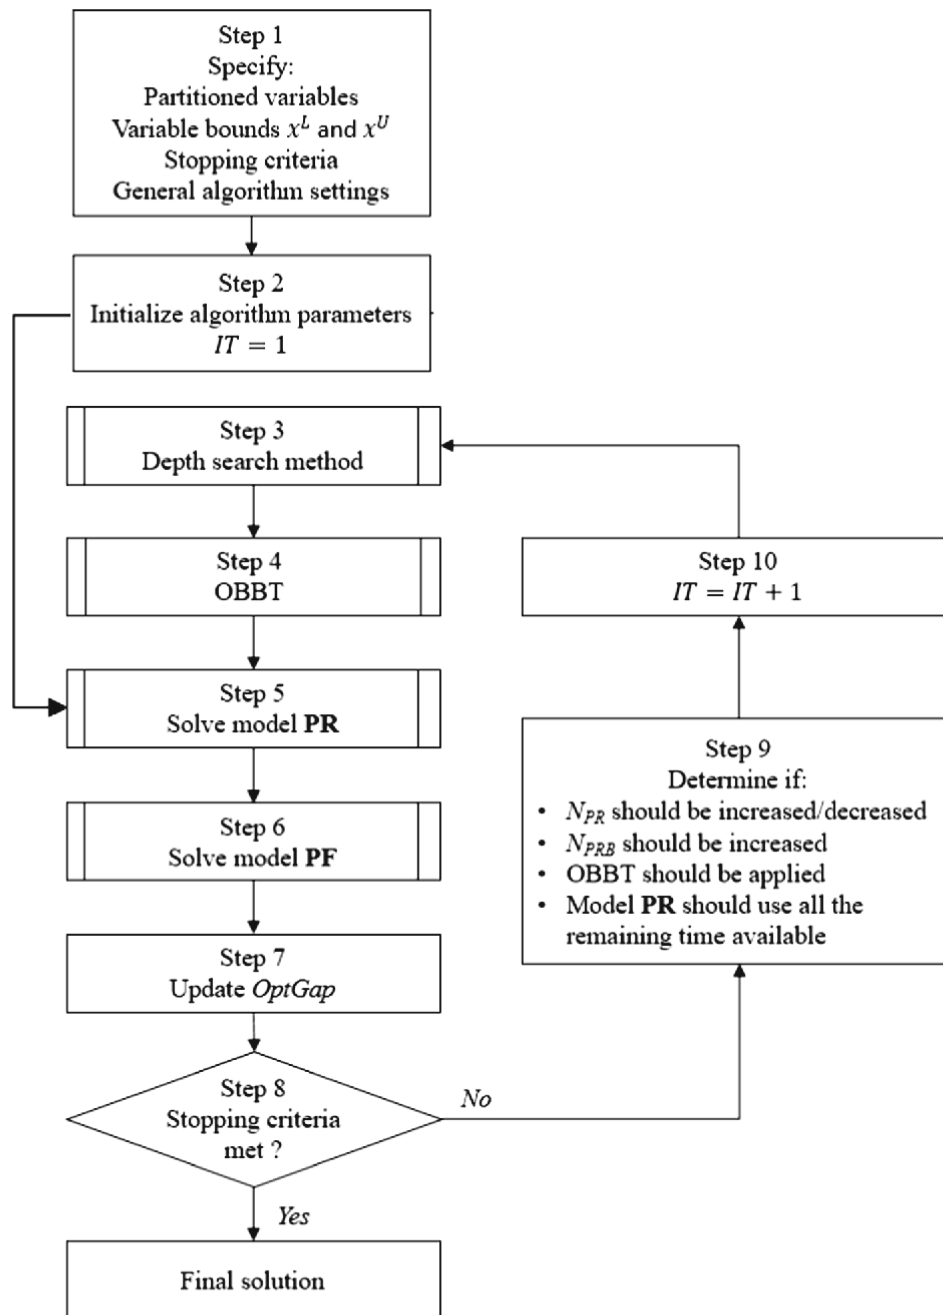 Step 1
Specify:
Partitioned variables
Variable bounds x^L and x^U
Stopping criteria
General algorithm settings
Step 2
Initialize algorithm parameters
IT = 1
Step 3
Depth search method
Step 4
OBBT
Step 5
Solve model PR
Step 6
Solve model PF
Step 7
Update OptGap
Step 8
Stopping criteria
met ?
Yes
Final solution
No
Step 9
Determine if:
• N_PR should be increased/decreased
• N_PRB should be increased
• OBBT should be applied
• Model PR should use all the
remaining time available
Step 10
IT = IT + 1